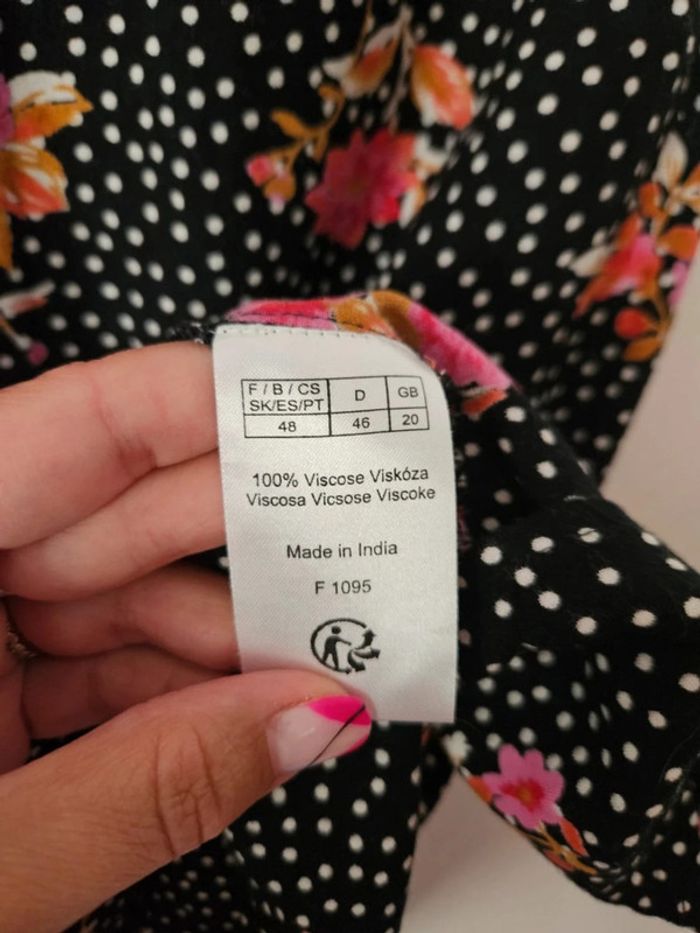 F / B / CS D GB
SK/ES/PT
48 46 20
100% Viscose Viskóza
Viscosa Vicsose Viscoke
Made in India
F 1095